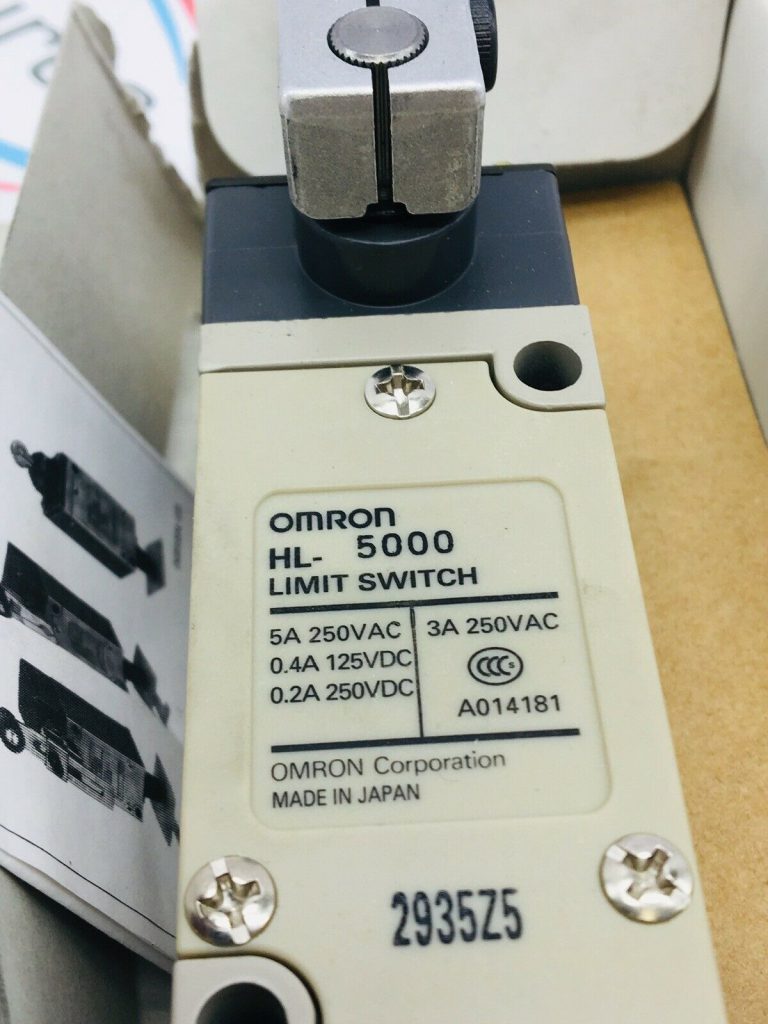 OMRON
HL- 5000
LIMIT SWITCH
5A 250VAC
0.4A 125VDC
0.2A 250VDC
3A 250VAC
CCC S
A014181
OMRON Corporation
MADE IN JAPAN
2935Z5